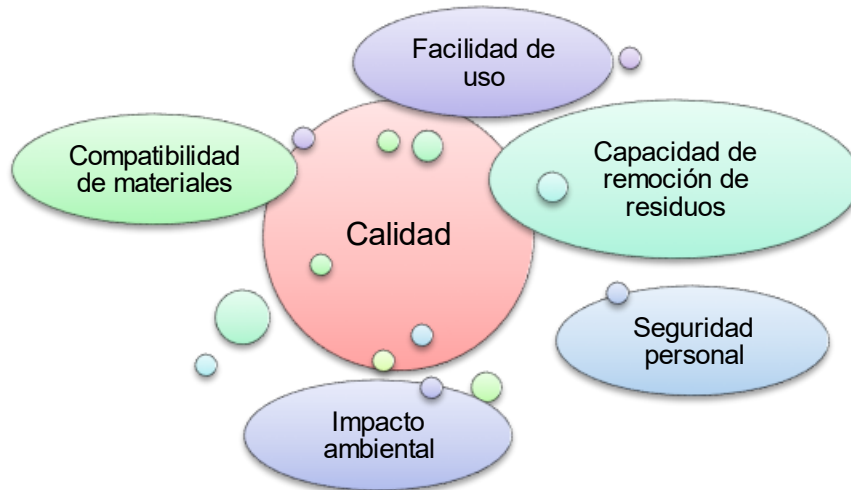 Facilidad de
uso
Compatibilidad
de materiales
Capacidad de
remoción de
residuos
Calidad
Seguridad
personal
Impacto
ambiental